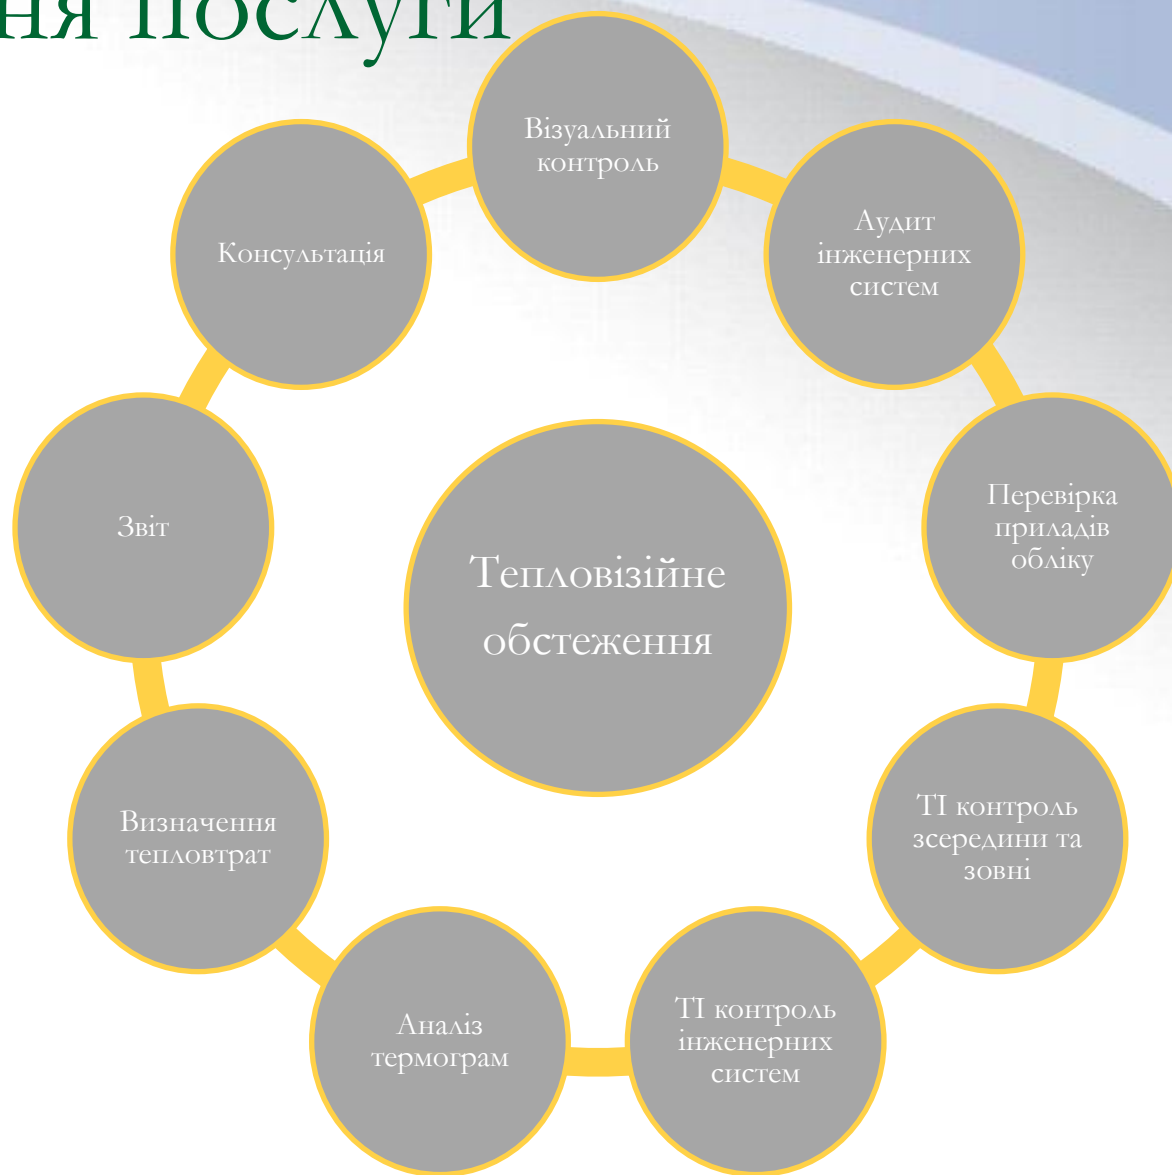 ня послуги
Візуальний
контроль
Аудит
інженерних
систем
Перевірка
приладів
обліку
ТІ контроль
зсередини та
зовні
ТІ контроль
інженерних
систем
Аналіз
термограм
Визначення
тепловтрат
Звіт
Консультація
Тепловізійне
обстеження